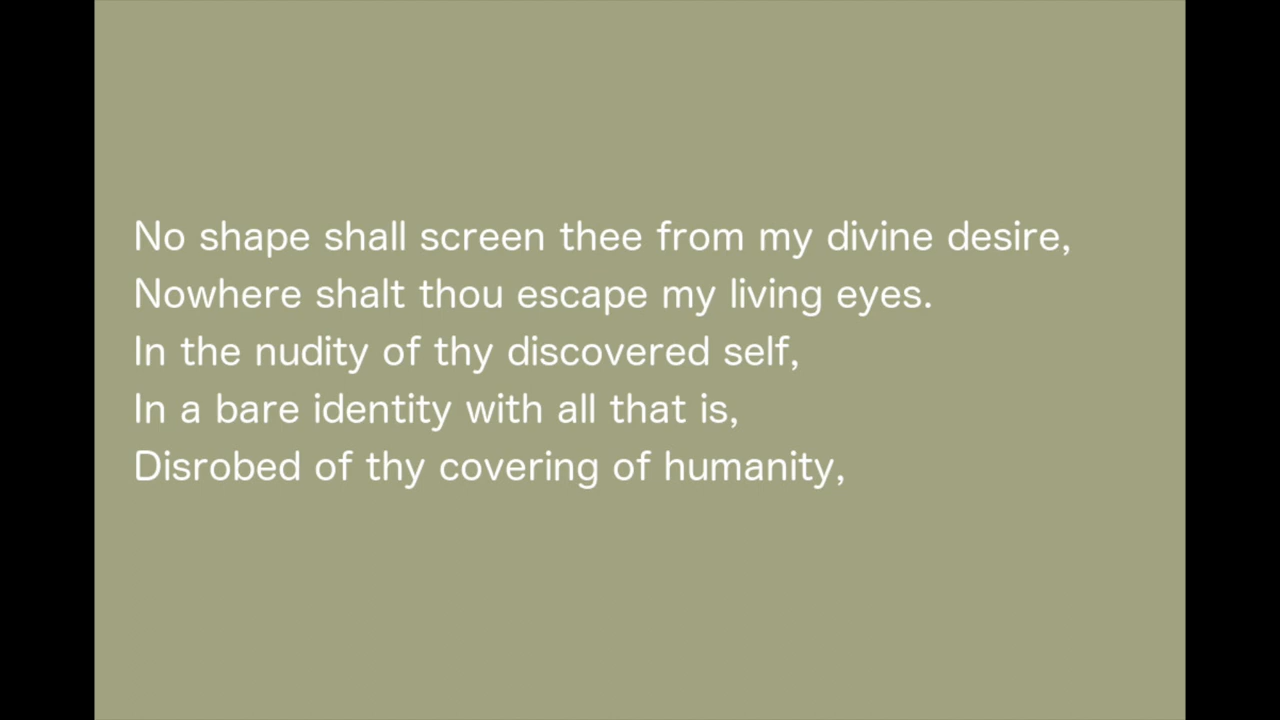 No shape shall screen thee from my divine desire,
Nowhere shalt thou escape my living eyes.
In the nudity of thy discovered self,
In a bare identity with all that is,
Disrobed of thy covering of humanity,